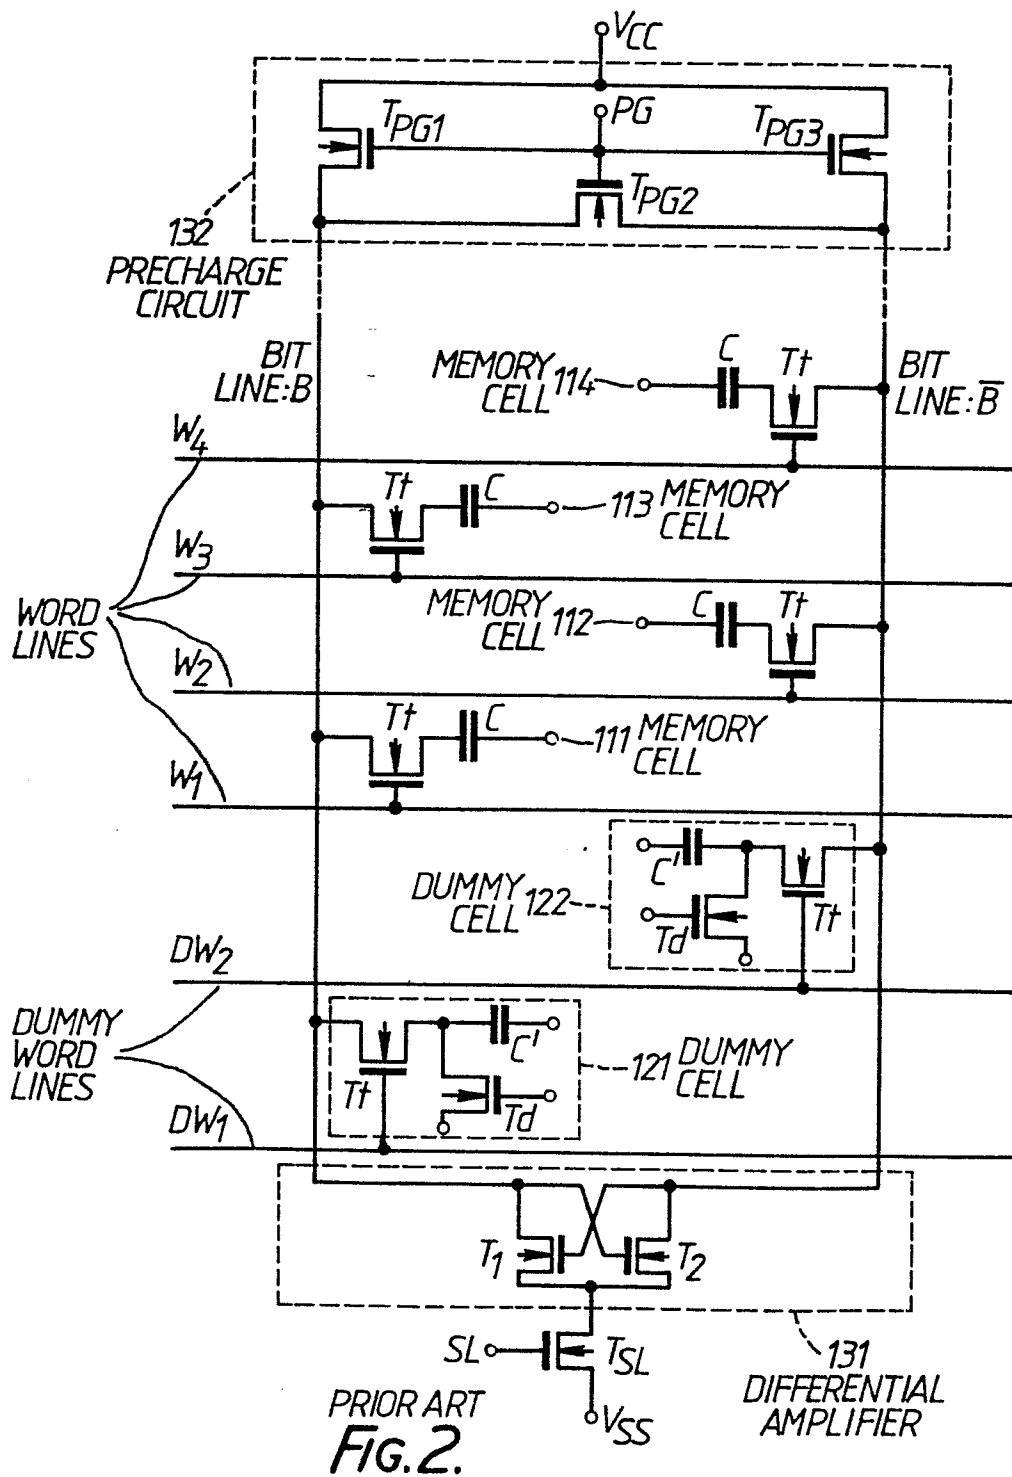 VCC
PG
TPG1
TPG3
TPG2
132
PRECHARGE
CIRCUIT
BIT
LINE:B
MEMORY
CELL 114
C
Tt
BIT
LINE:B̅
W4
Tt
C
113 MEMORY
CELL
W3
WORD
LINES
MEMORY
CELL 112
C
Tt
W2
Tt
C
111 MEMORY
CELL
W1
C'
DUMMY
CELL 122
Td
Tt
DW2
DUMMY
WORD
LINES
C'
121 DUMMY
CELL
Tt
Td
DW1
T1
T2
SL
TSL
131
DIFFERENTIAL
AMPLIFIER
VSS
PRIOR ART
FIG. 2.